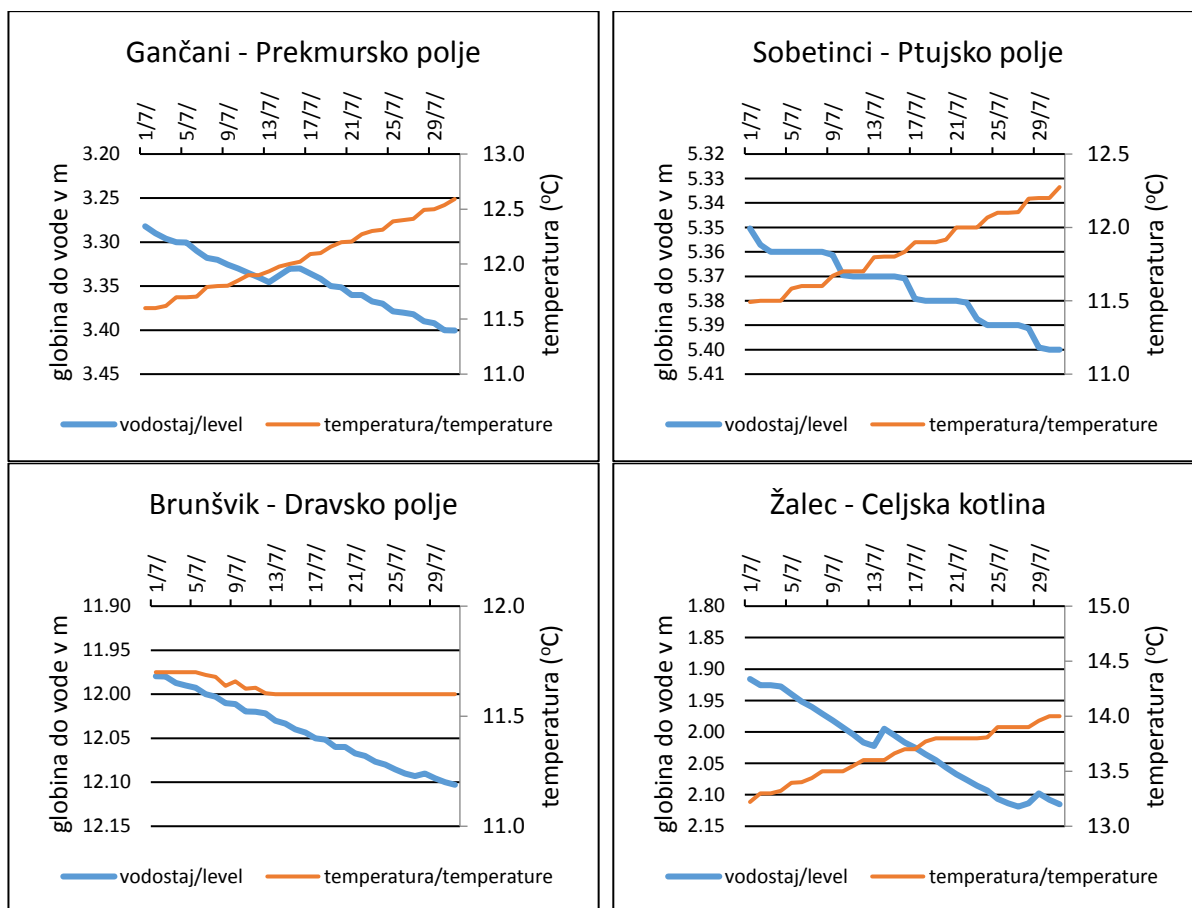 Gančani - Prekmursko polje
1/7/ 5/7/ 9/7/ 13/7/ 17/7/ 21/7/ 25/7/ 29/7/
3.20
3.25
3.30
3.35
3.40
3.45
globina do vode v m
13.0
12.5
12.0
11.5
11.0
temperatura (ºC)
vodostaj/level temperatura/temperature
Sobetinci - Ptujsko polje
1/7/ 5/7/ 9/7/ 13/7/ 17/7/ 21/7/ 25/7/ 29/7/
5.32
5.33
5.34
5.35
5.36
5.37
5.38
5.39
5.40
5.41
globina do vode v m
12.5
12.0
11.5
11.0
temperatura (ºC)
vodostaj/level temperatura/temperature
Brunšvik - Dravsko polje
1/7/ 5/7/ 9/7/ 13/7/ 17/7/ 21/7/ 25/7/ 29/7/
11.90
11.95
12.00
12.05
12.10
12.15
globina do vode v m
12.0
11.5
11.0
temperatura (ºC)
vodostaj/level temperatura/temperature
Žalec - Celjska kotlina
1/7/ 5/7/ 9/7/ 13/7/ 17/7/ 21/7/ 25/7/ 29/7/
1.80
1.85
1.90
1.95
2.00
2.05
2.10
2.15
globina do vode v m
15.0
14.5
14.0
13.5
13.0
temperatura (ºC)
vodostaj/level temperatura/temperature